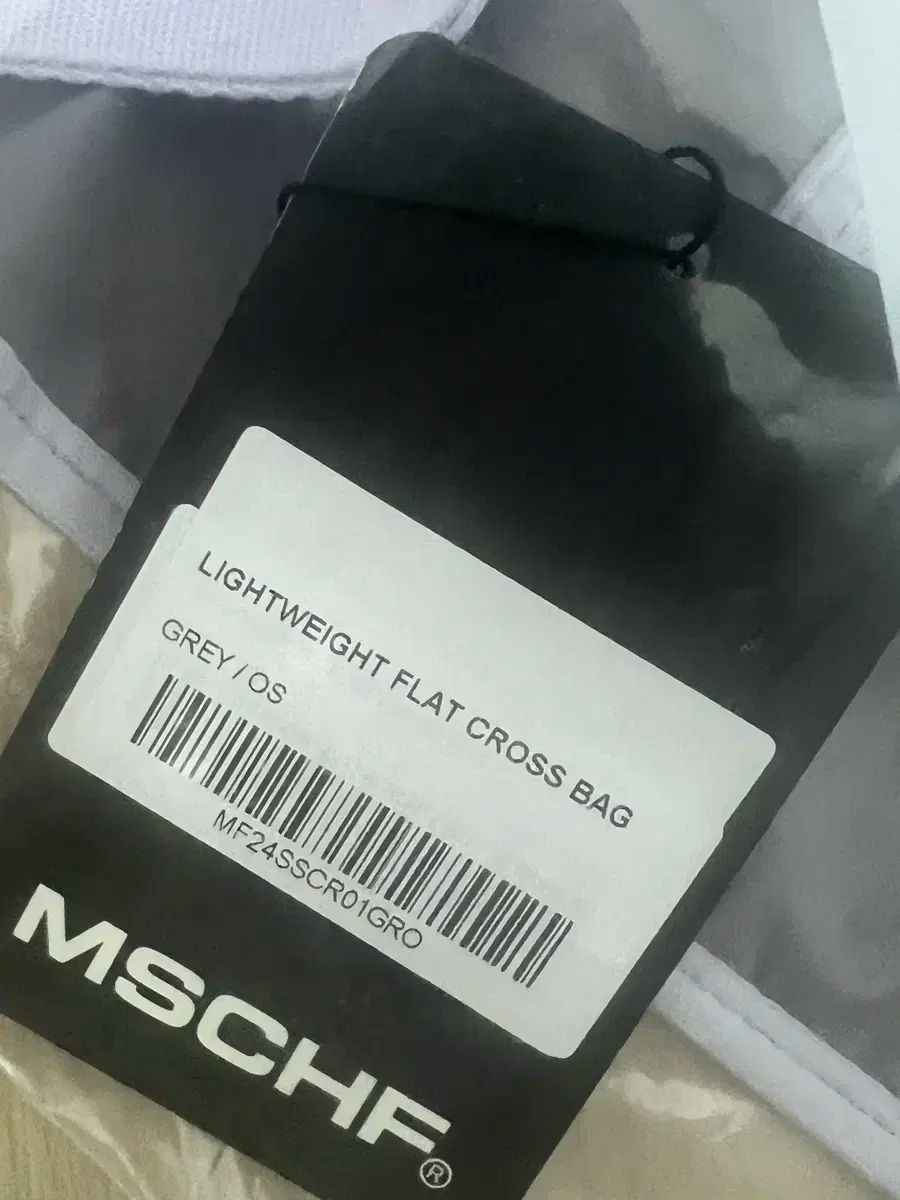 LIGHTWEIGHT FLAT CROSS BAG
GREY / OS
MF24SSCR01GRO
MSCHF®